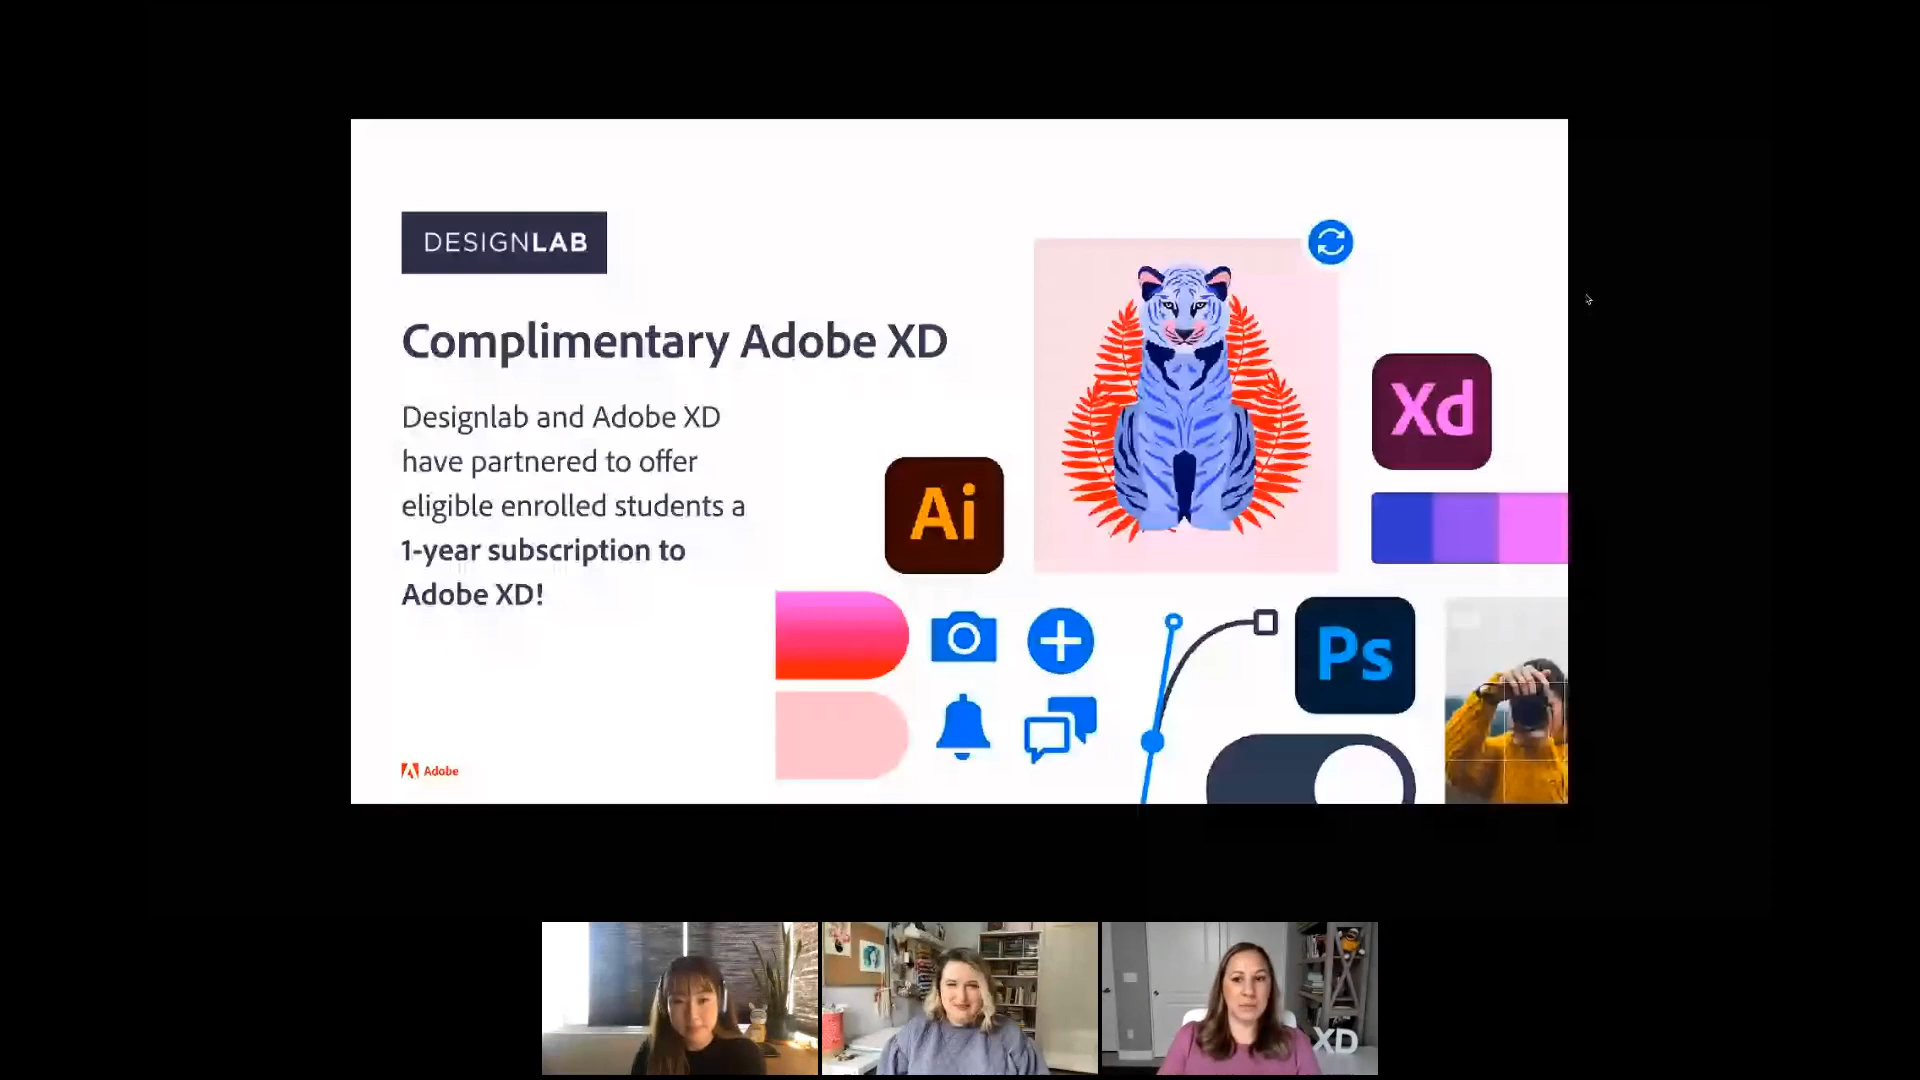 DESIGNLAB
Complimentary Adobe XD
Designlab and Adobe XD
have partnered to offer
eligible enrolled students a
1-year subscription to
Adobe XD!
Ai
Xd
Ps
Adobe
XD